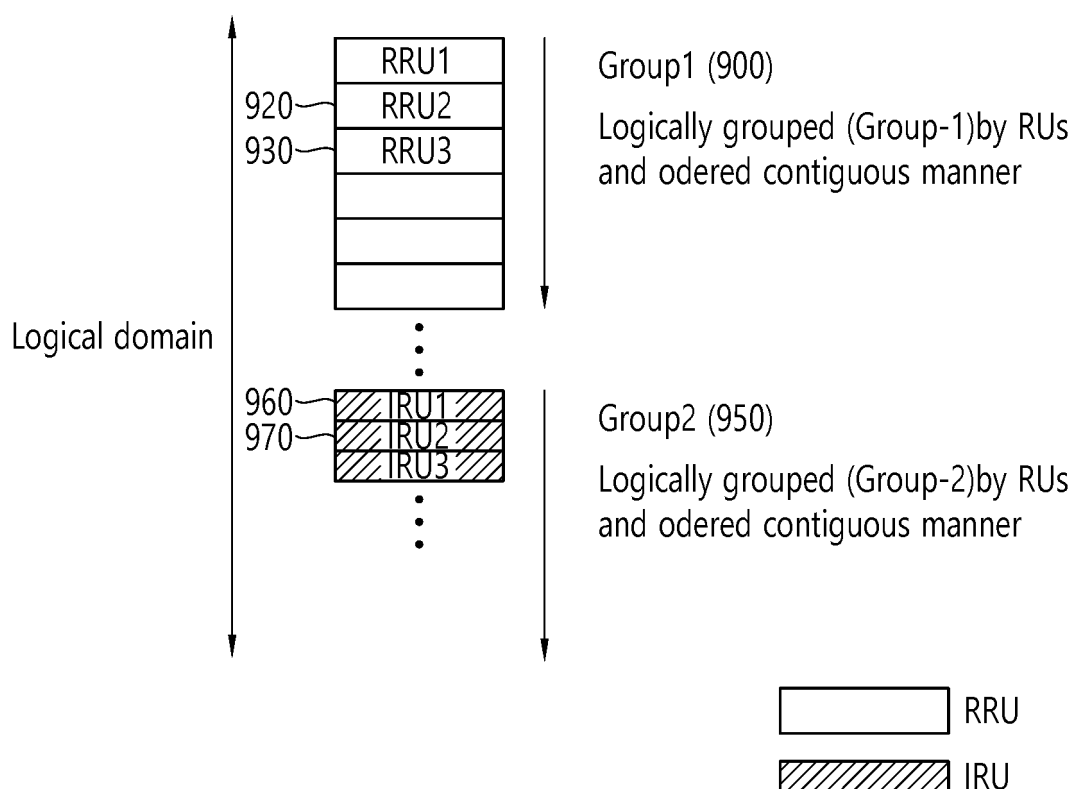 RRU1
920
RRU2
930
RRU3
Group1 (900)
Logically grouped (Group-1)by RUs
and odered contiguous manner
Logical domain
960
IRU1
970
IRU2
IRU3
Group2 (950)
Logically grouped (Group-2)by RUs
and odered contiguous manner
RRU
IRU